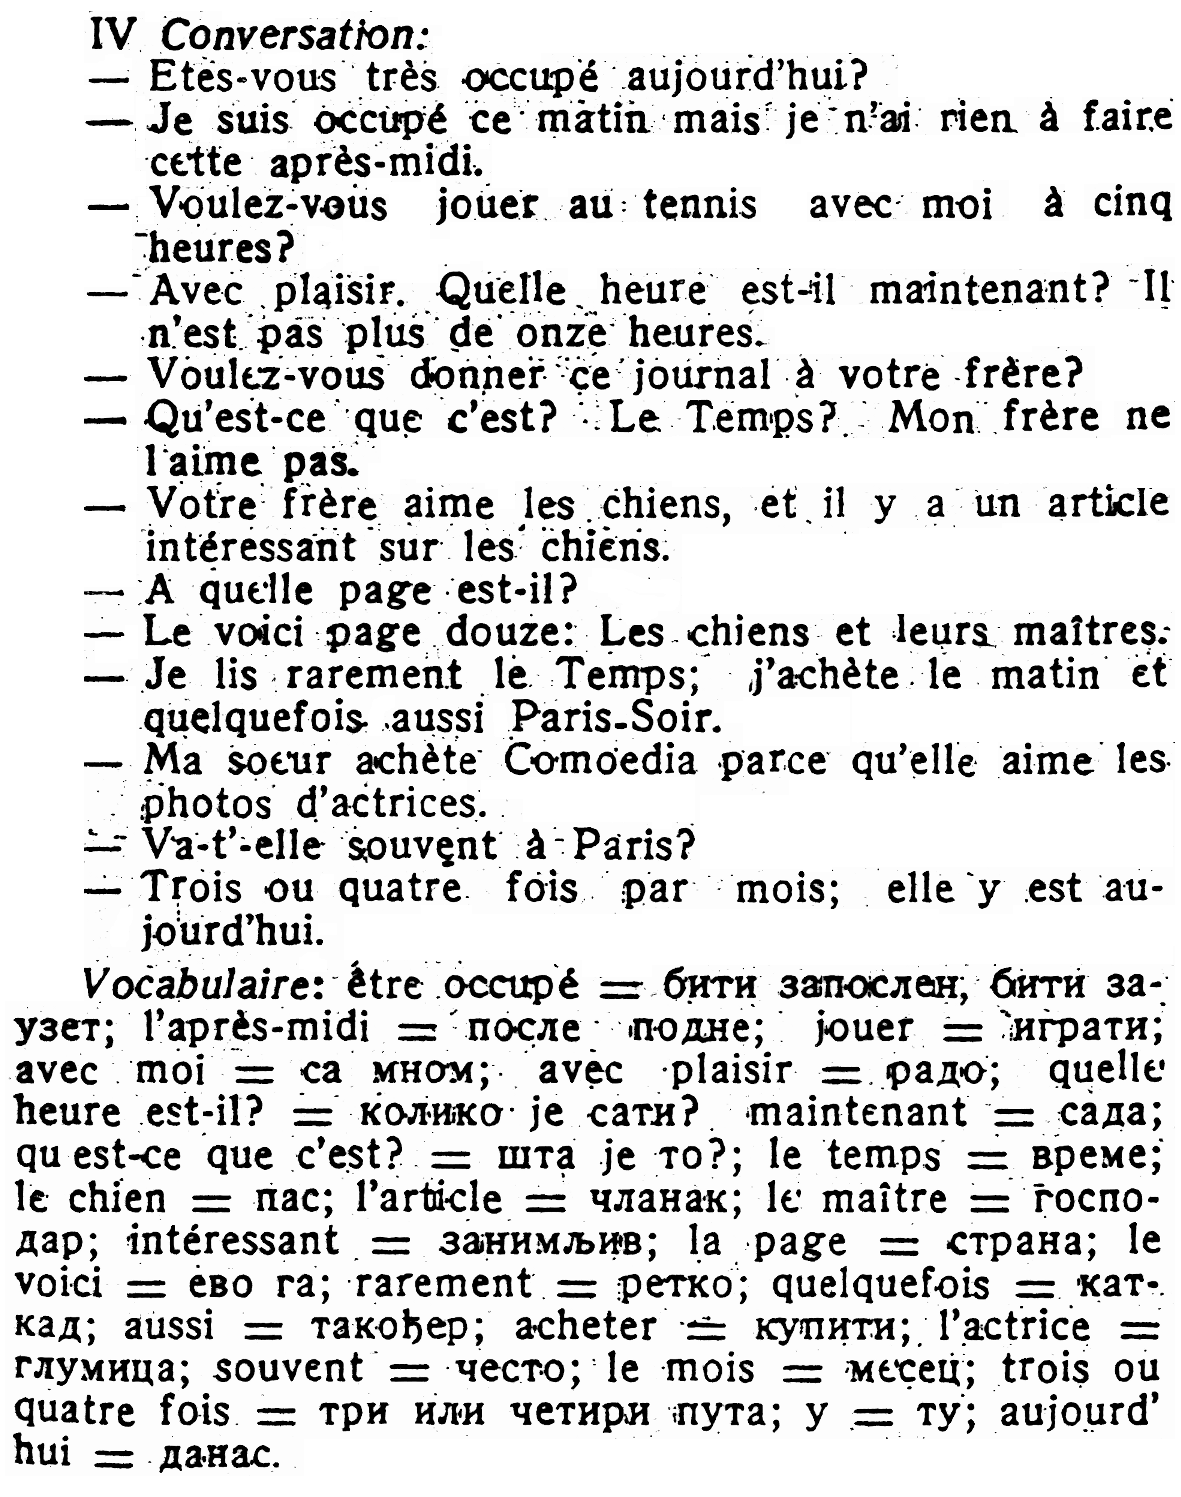 IV Conversation:
— Etes-vous très occupé aujourd'hui?
— Je suis occupé ce matin mais je n'ai rien à faire
cette après-midi.
— Voulez-vous jouer au tennis avec moi à cinq
heures?
— Avec plaisir. Quelle heure est-il maintenant? Il
n'est pas plus de onze heures.
— Voulez-vous donner ce journal à votre frère?
— Qu'est-ce que c'est? Le Temps? Mon frère ne
l'aime pas.
— Votre frère aime les chiens, et il y a un article
intéressant sur les chiens.
— A quelle page est-il?
— Le voici page douze: Les chiens et leurs maîtres.
— Je lis rarement le Temps; j'achète le matin et
quelquefois aussi Paris-Soir.
— Ma soeur achète Comoedia parce qu'elle aime les
photos d'actrices.
— Va-t'-elle souvent à Paris?
— Trois ou quatre fois par mois; elle y est au-
jourd'hui.
Vocabulaire: être occupé = бити запослен, бити за-
узет; l'après-midi = после подне; jouer = играти;
avec moi = са мном; avec plaisir = радо; quelle
heure est-il? = колико je сати? maintenant = сада;
qu est-ce que c'est? = шта je то?; le temps = време;
le chien = пас; l'article = чланак; le maître = госпо-
дар; intéressant = занимљив; la page = страна; le
voici = ево га; rarement = ретко; quelquefois = кат-
кад; aussi = такођер; acheter = купити; l'actrice =
глумица; souvent = често; le mois = месец; trois ou
quatre fois = три или четири пута; y = ту; aujourd'
hui = данас.